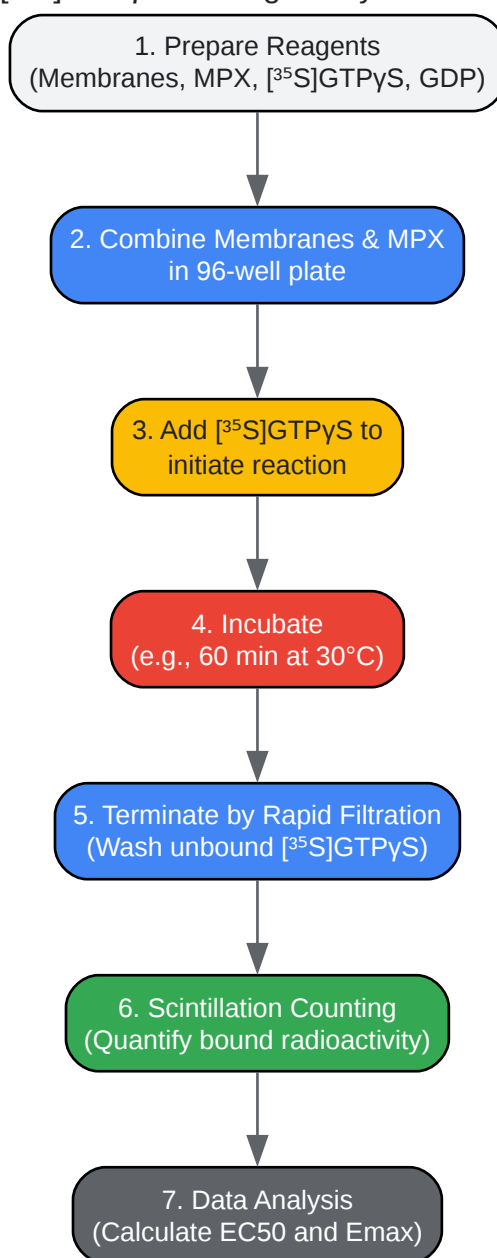 1. Prepare Reagents
(Membranes, MPX, [³⁵S]GTPγS, GDP)
2. Combine Membranes & MPX
in 96-well plate
3. Add [³⁵S]GTPγS to
initiate reaction
4. Incubate
(e.g., 60 min at 30°C)
5. Terminate by Rapid Filtration
(Wash unbound [³⁵S]GTPγS)
6. Scintillation Counting
(Quantify bound radioactivity)
7. Data Analysis
(Calculate EC50 and Emax)